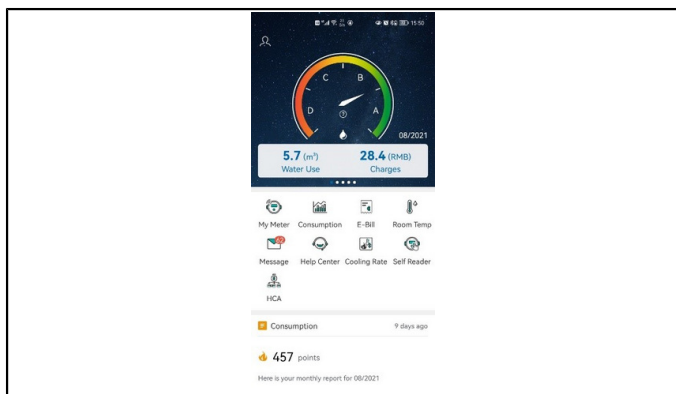 15:50
C
B
D
A
?
08/2021
5.7 (m³)
28.4 (RMB)
Water Use
Charges
My Meter
Consumption
E-Bill
Room Temp
Message
Help Center
Cooling Rate
Self Reader
HCA
P Consumption
9 days ago
457 points
Here is your monthly report for 08/2021